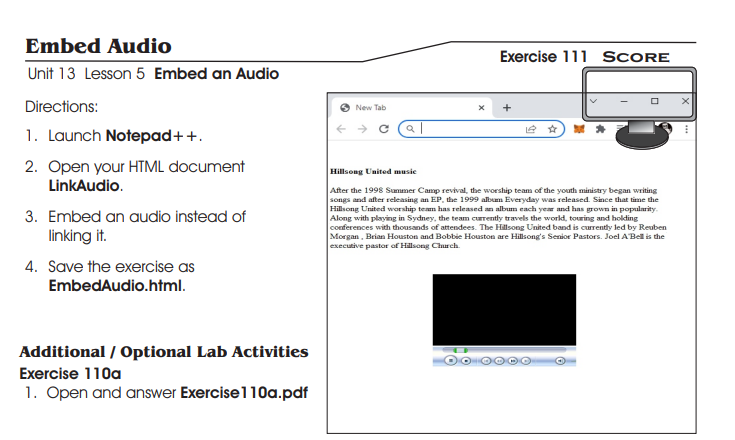 Embed Audio
Exercise 111 SCORE
Unit 13 Lesson 5 Embed an Audio
Directions:
1. Launch Notepad++.
2. Open your HTML document
LinkAudio.
3. Embed an audio instead of
linking it.
4. Save the exercise as
EmbedAudio.html.
Additional / Optional Lab Activities
Exercise 110a
1. Open and answer Exercise110a.pdf
New Tab
Hillsong United music
After the 1998 Summer Camp revival, the worship team of the youth ministry began writing
songs and after releasing an EP, the 1999 album Everyday was released. Since that time the
Hillsong United worship team has released an album each year and has grown in popularity.
Along with playing in Sydney, the team currently travels the world, touring and holding
conferences with thousands of attendees. The Hillsong United band is currently led by Reuben
Morgan , Brian Houston and Bobbie Houston are Hillsong's Senior Pastors. Joel A'Bell is the
executive pastor of Hillsong Church.